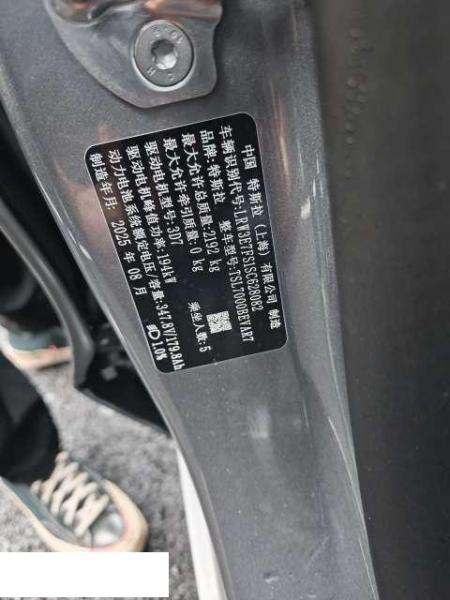 中国 特斯拉（上海）有限公司 制造
车辆识别代号:LRW3E7FS1SC628082
品牌:特斯拉 整车型号:TSL7000BEVAR7
最大允许总质量:2192 kg
最大允许牵引质量:0 kg 乘坐人数:5
驱动电机型号:3D7
驱动电机峰值功率:194kW
动力电池系统额定电压/容量:347.8V/179.8Ah
制造年月: 2025 年 08 月
1.0%